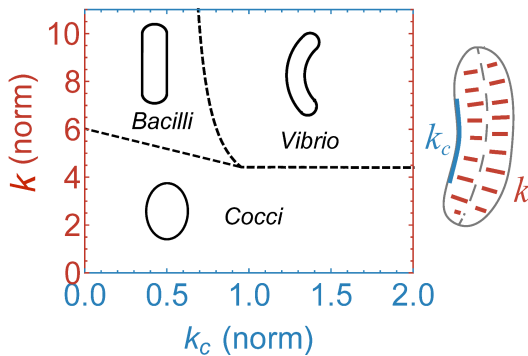 10
8
6
4
2
0
k (norm)
Bacilli
Vibrio
Cocci
0.0 0.5 1.0 1.5 2.0
k_c (norm)
k_c
k